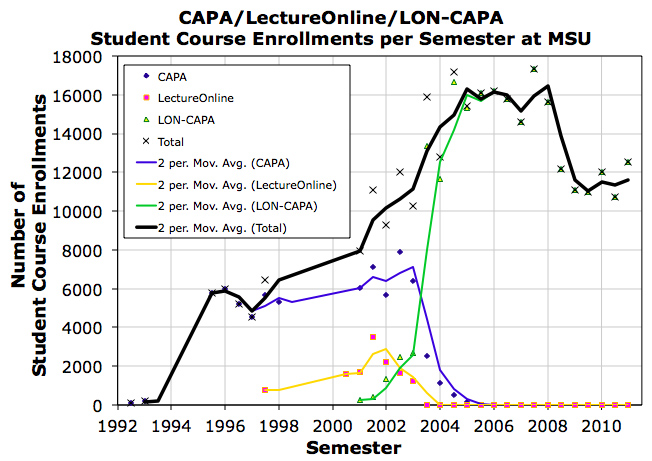 CAPA/LectureOnline/LON-CAPA
Student Course Enrollments per Semester at MSU
18000
16000
14000
12000
10000
8000
6000
4000
2000
0
Number of
Student Course Enrollments
CAPA
LectureOnline
LON-CAPA
Total
2 per. Mov. Avg. (CAPA)
2 per. Mov. Avg. (LectureOnline)
2 per. Mov. Avg. (LON-CAPA)
2 per. Mov. Avg. (Total)
1992 1994 1996 1998 2000 2002 2004 2006 2008 2010
Semester